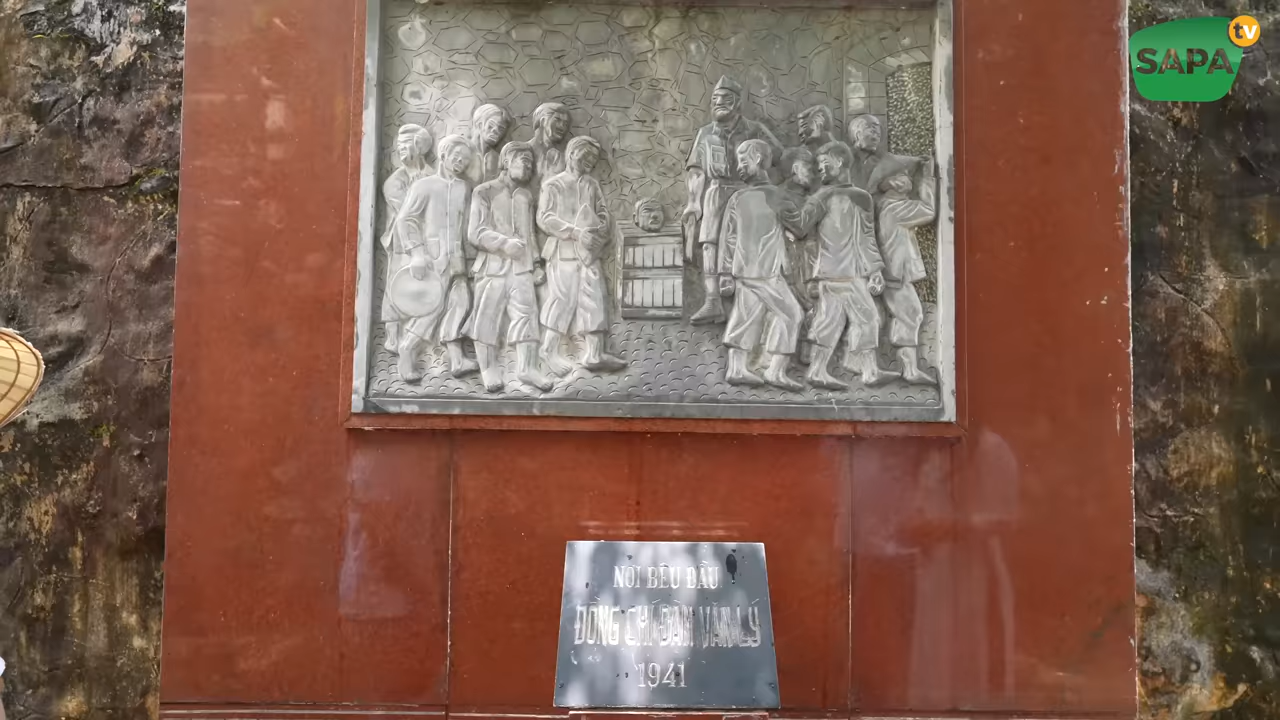 SAPA tv
NƠI BÊU ĐẦU
ĐỒNG CHÍ ĐÀM VĂN LÝ
1941